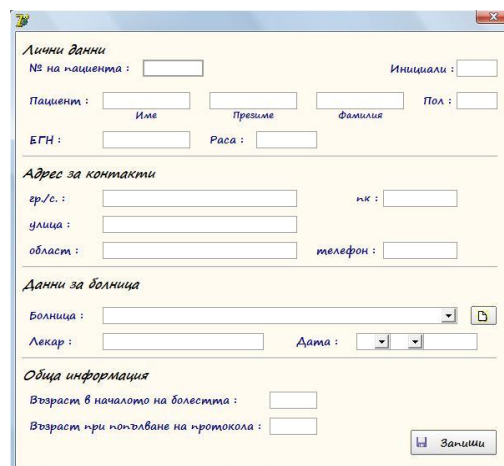 Лични данни
№ на пациента :
Инициали :
Пациент :
Пол :
Име Презиме Фамилия
ЕГН :
Раса :
Адрес за контакти
гр./с. :
пк :
улица :
област :
телефон :
Данни за болница
Болница :
Лекар :
Дата :
Обща информация
Възраст в началото на болестта :
Възраст при попълване на протокола :
Запиши